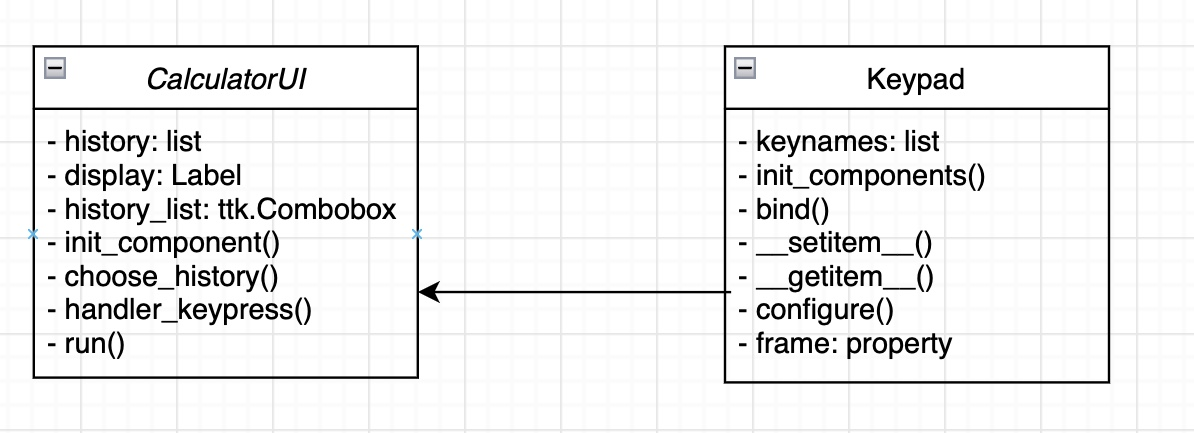 CalculatorUI
- history: list
- display: Label
- history_list: ttk.Combobox
- init_component()
- choose_history()
- handler_keypress()
- run()
Keypad
- keynames: list
- init_components()
- bind()
- __setitem__()
- __getitem__()
- configure()
- frame: property